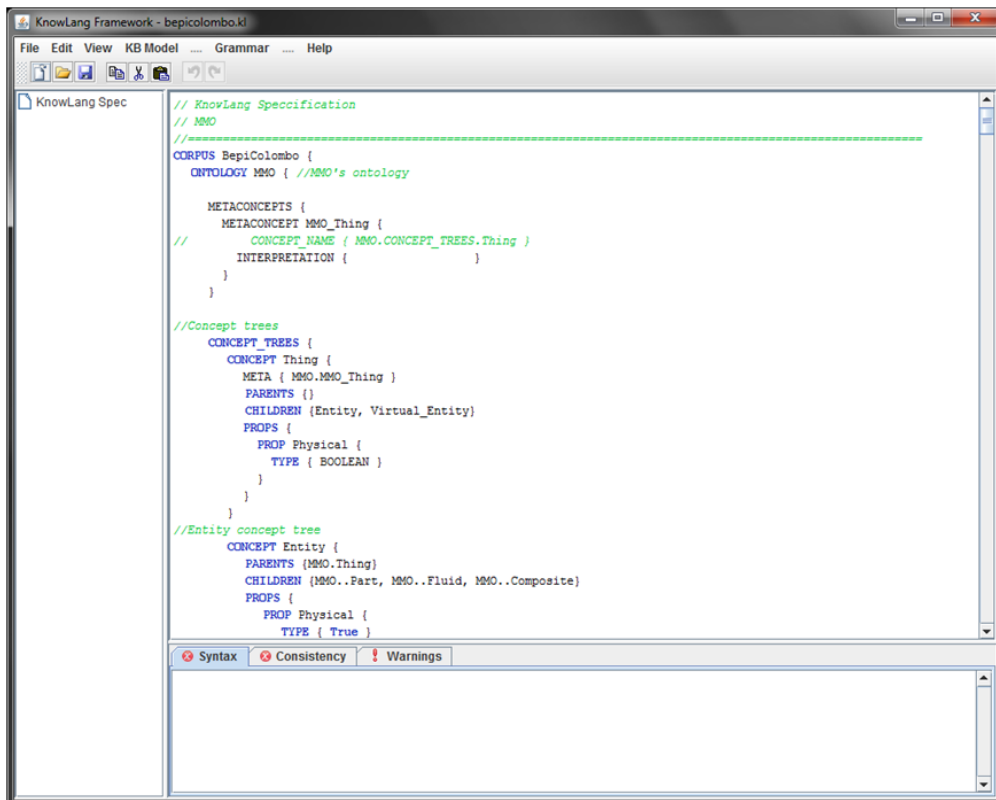 KnowLang Framework - bepicolombo.kl
File Edit View KB Model .... Grammar .... Help
KnowLang Spec
// KnowLang Speccification
// MMO
//=========================================================================================================
CORPUS BepiColombo {
ONTOLOGY MMO { //MMO's ontology
METACONCEPTS {
METACONCEPT MMO_Thing {
// CONCEPT_NAME { MMO.CONCEPT_TREES.Thing }
INTERPRETATION { }
}
}
//Concept trees
CONCEPT_TREES {
CONCEPT Thing {
META { MMO.MMO_Thing }
PARENTS {}
CHILDREN {Entity, Virtual_Entity}
PROPS {
PROP Physical {
TYPE { BOOLEAN }
}
}
}
//Entity concept tree
CONCEPT Entity {
PARENTS {MMO.Thing}
CHILDREN {MMO..Part, MMO..Fluid, MMO..Composite}
PROPS {
PROP Physical {
TYPE { True }
Syntax Consistency Warnings